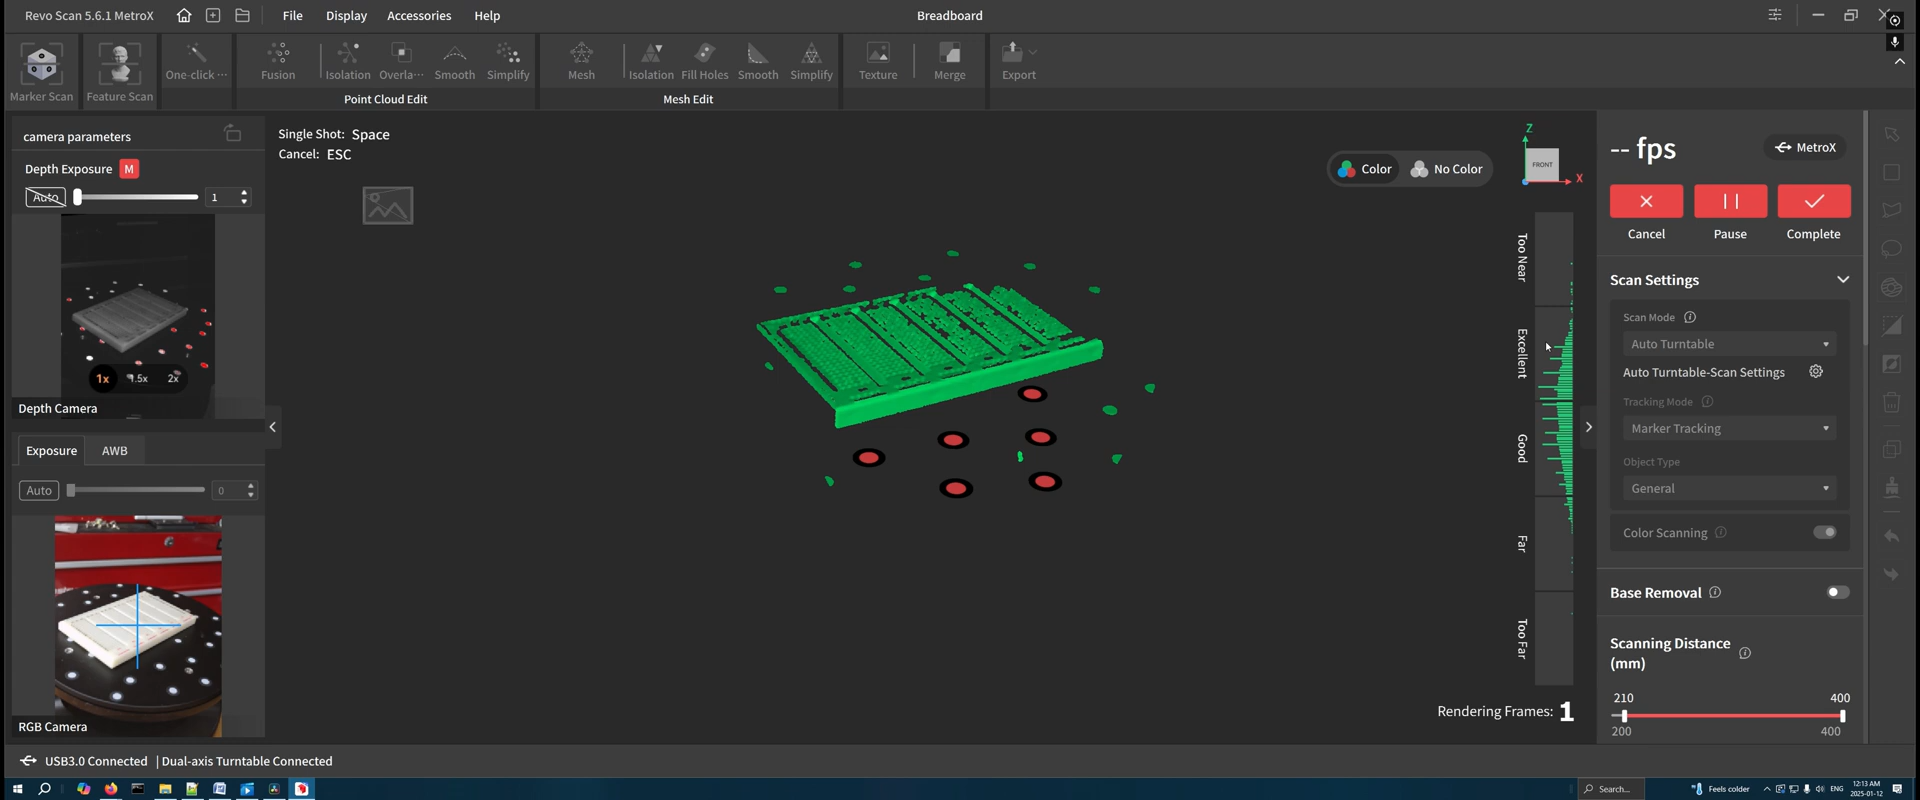 Revo Scan 5.6.1 MetroX
File
Display
Accessories
Help
Breadboard
Marker Scan
Feature Scan
One-click ···
Fusion
Isolation
Overla···
Smooth
Simplify
Point Cloud Edit
Mesh
Isolation
Fill Holes
Smooth
Simplify
Mesh Edit
Texture
Merge
Export
camera parameters
Depth Exposure M
Auto
1
1x
1.5x
2x
Depth Camera
Exposure
AWB
Auto
0
RGB Camera
Single Shot: Space
Cancel: ESC
Color
No Color
Z
FRONT
X
Too Near
Excellent
Good
Far
Too Far
Rendering Frames: 1
-- fps
MetroX
Cancel
Pause
Complete
Scan Settings
Scan Mode
Auto Turntable
Auto Turntable-Scan Settings
Tracking Mode
Marker Tracking
Object Type
General
Color Scanning
Base Removal
Scanning Distance
(mm)
210
400
200
400
USB3.0 Connected | Dual-axis Turntable Connected
Search...
Feels colder
ENG
12:13 AM
2025-01-12